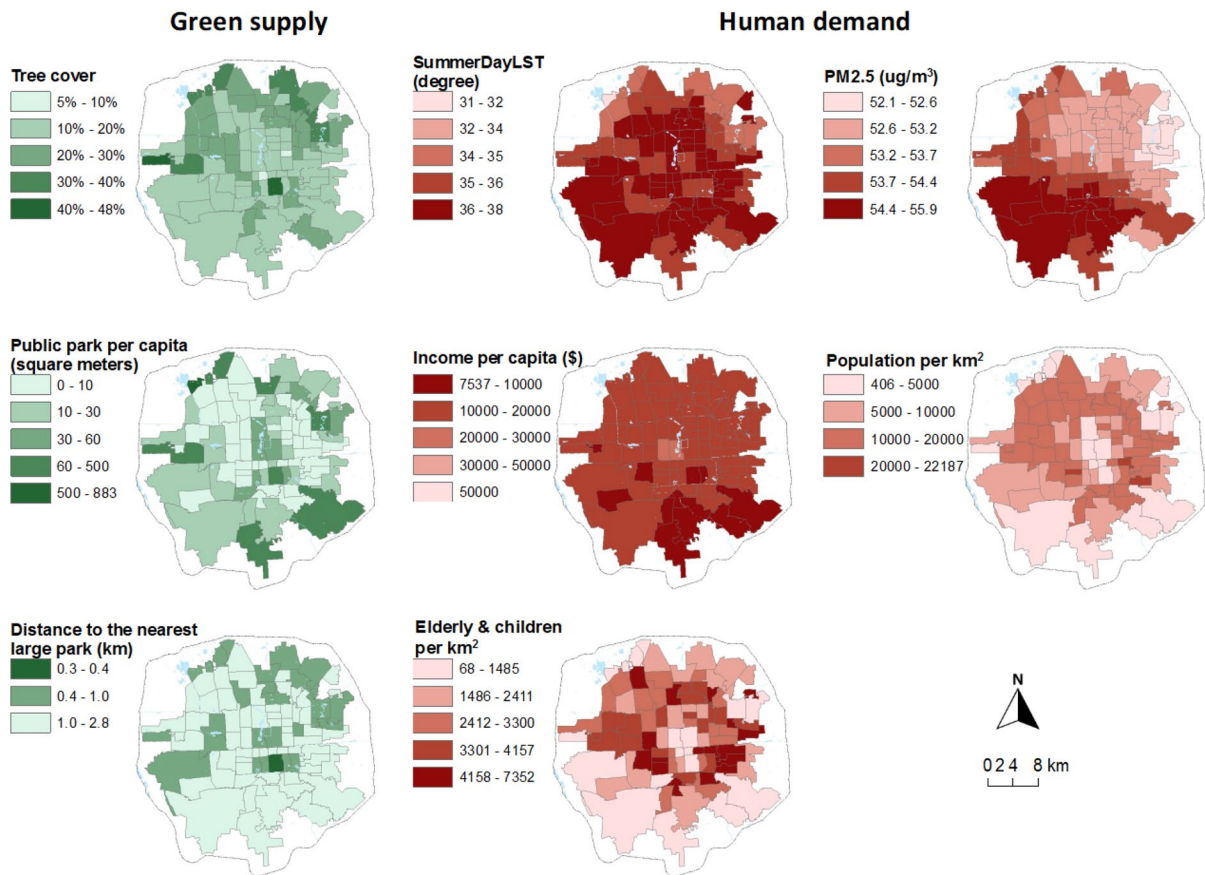 Green supply
Human demand
Tree cover
5% - 10%
10% - 20%
20% - 30%
30% - 40%
40% - 48%
SummerDayLST
(degree)
31 - 32
32 - 34
34 - 35
35 - 36
36 - 38
PM2.5 (ug/m³)
52.1 - 52.6
52.6 - 53.2
53.2 - 53.7
53.7 - 54.4
54.4 - 55.9
Public park per capita
(square meters)
0 - 10
10 - 30
30 - 60
60 - 500
500 - 883
Income per capita ($)
7537 - 10000
10000 - 20000
20000 - 30000
30000 - 50000
50000
Population per km²
406 - 5000
5000 - 10000
10000 - 20000
20000 - 22187
Distance to the nearest
large park (km)
0.3 - 0.4
0.4 - 1.0
1.0 - 2.8
Elderly & children
per km²
68 - 1485
1486 - 2411
2412 - 3300
3301 - 4157
4158 - 7352
N
0 2 4 8 km